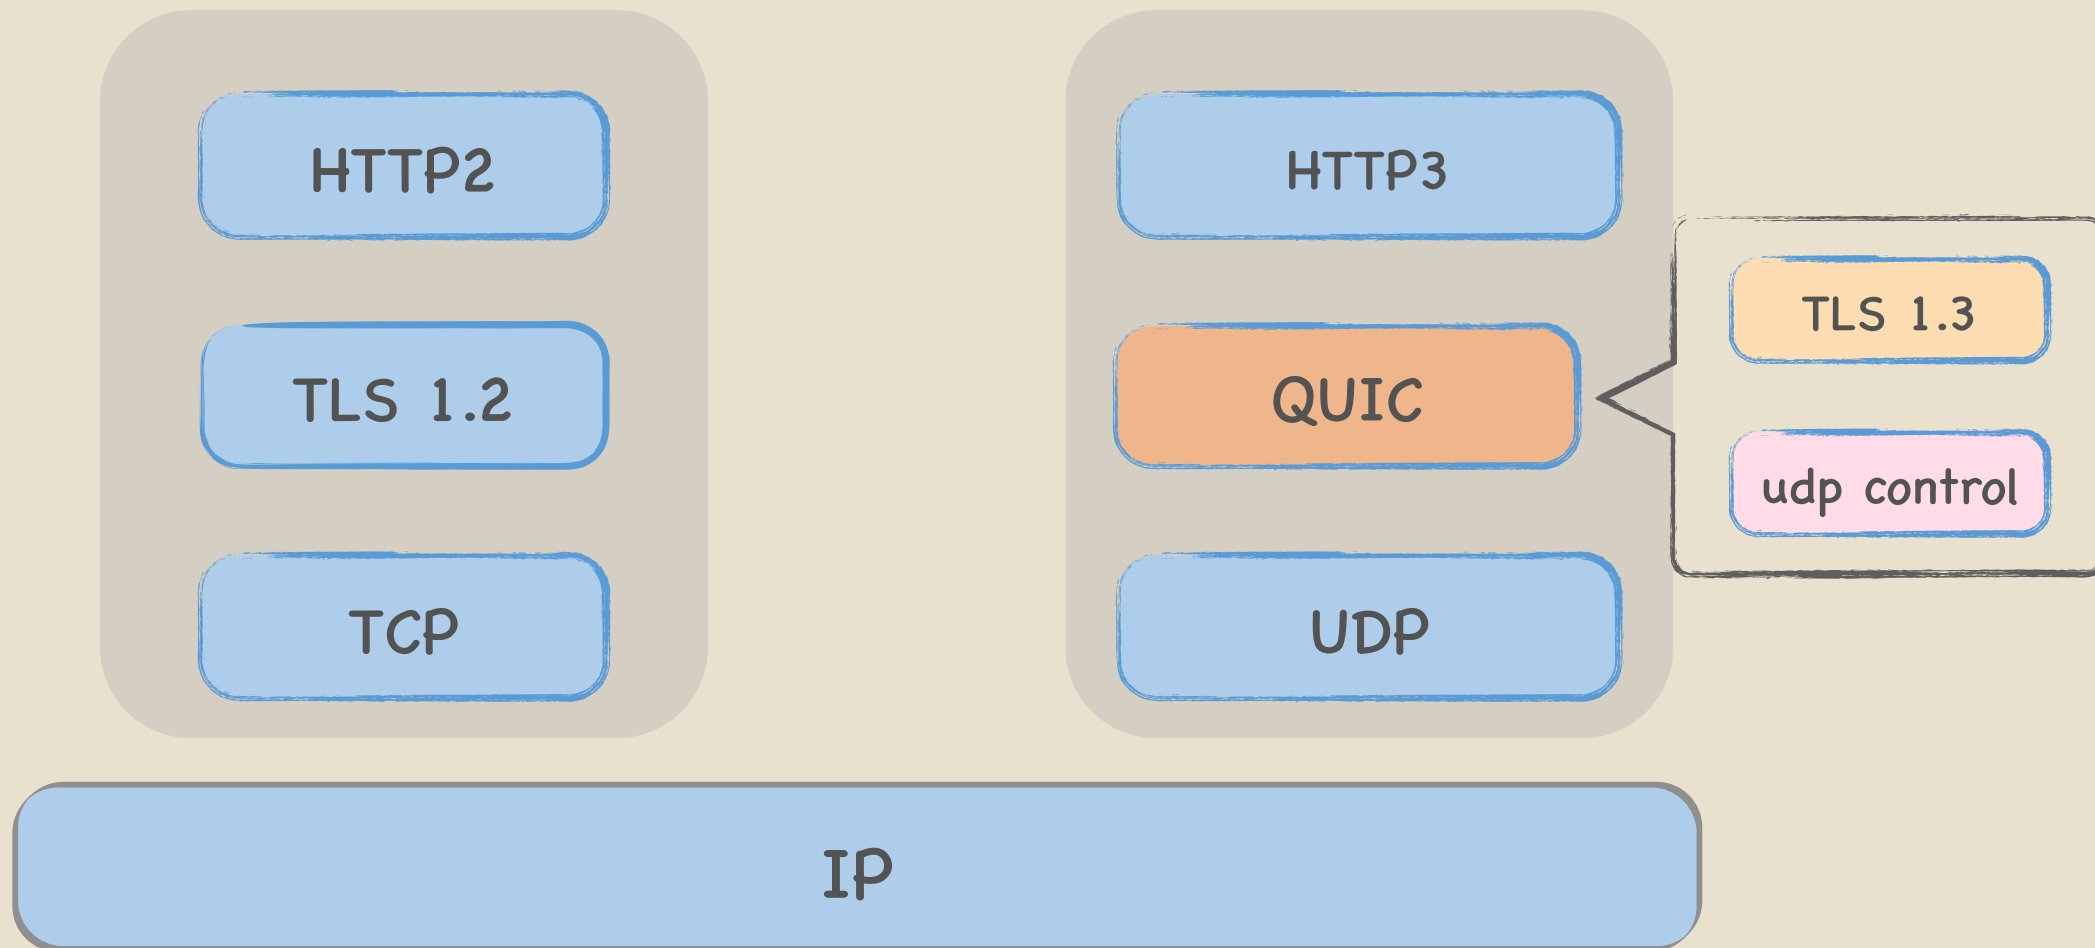 HTTP2
TLS 1.2
TCP
HTTP3
QUIC
UDP
TLS 1.3
udp control
IP